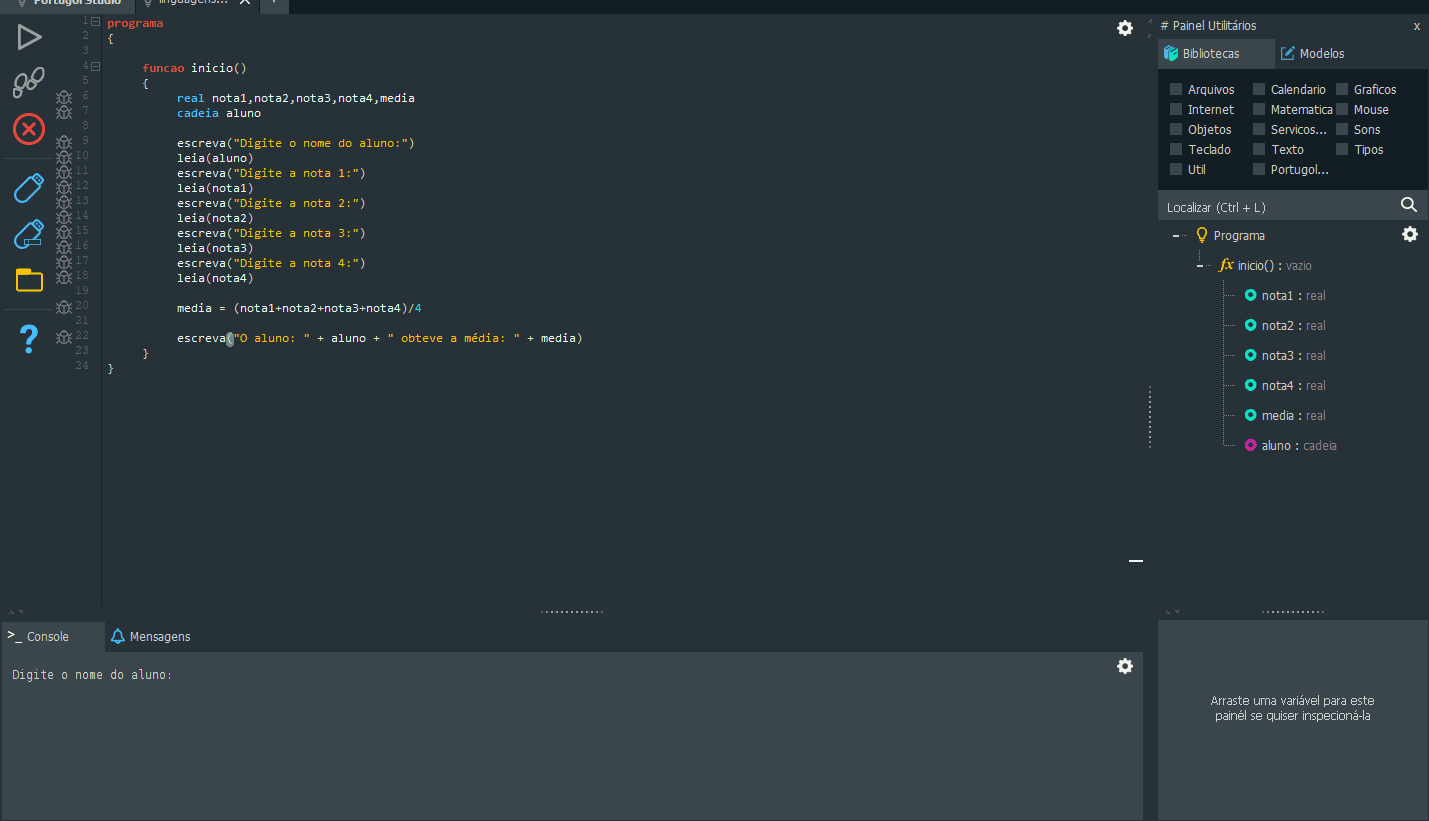 PortugolStudio
linguagens...
programa
{
funcao inicio()
{
real nota1,nota2,nota3,nota4,media
cadeia aluno
escreva("Digite o nome do aluno:")
leia(aluno)
escreva("Digite a nota 1:")
leia(nota1)
escreva("Digite a nota 2:")
leia(nota2)
escreva("Digite a nota 3:")
leia(nota3)
escreva("Digite a nota 4:")
leia(nota4)
media = (nota1+nota2+nota3+nota4)/4
escreva("O aluno: " + aluno + " obteve a média: " + media)
}
}
1
2
3
4
5
6
7
8
9
10
11
12
13
14
15
16
17
18
19
20
21
22
23
24
# Painel Utilitários x
Bibliotecas Modelos
Arquivos Calendario Graficos
Internet Matematica Mouse
Objetos Servicos... Sons
Teclado Texto Tipos
Util Portugol...
Localizar (Ctrl + L)
Programa
fx inicio() : vazio
nota1 : real
nota2 : real
nota3 : real
nota4 : real
media : real
aluno : cadeia
>_ Console Mensagens
Digite o nome do aluno:
Arraste uma variável para este
painél se quiser inspecioná-la